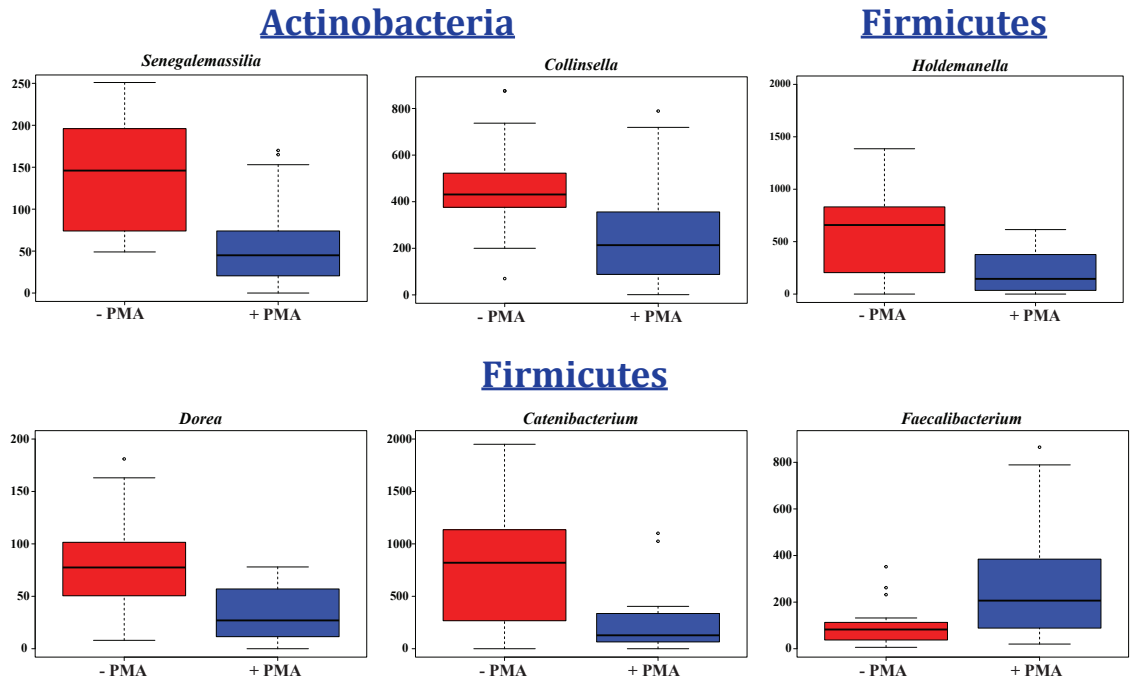 Actinobacteria
Firmicutes
Senegalemassilia
250
200
150
100
50
0
- PMA
+ PMA
Collinsella
800
600
400
200
0
- PMA
+ PMA
Holdemanella
2000
1500
1000
500
0
- PMA
+ PMA
Firmicutes
Dorea
200
150
100
50
0
- PMA
+ PMA
Catenibacterium
2000
1500
1000
500
0
- PMA
+ PMA
Faecalibacterium
800
600
400
200
0
- PMA
+ PMA